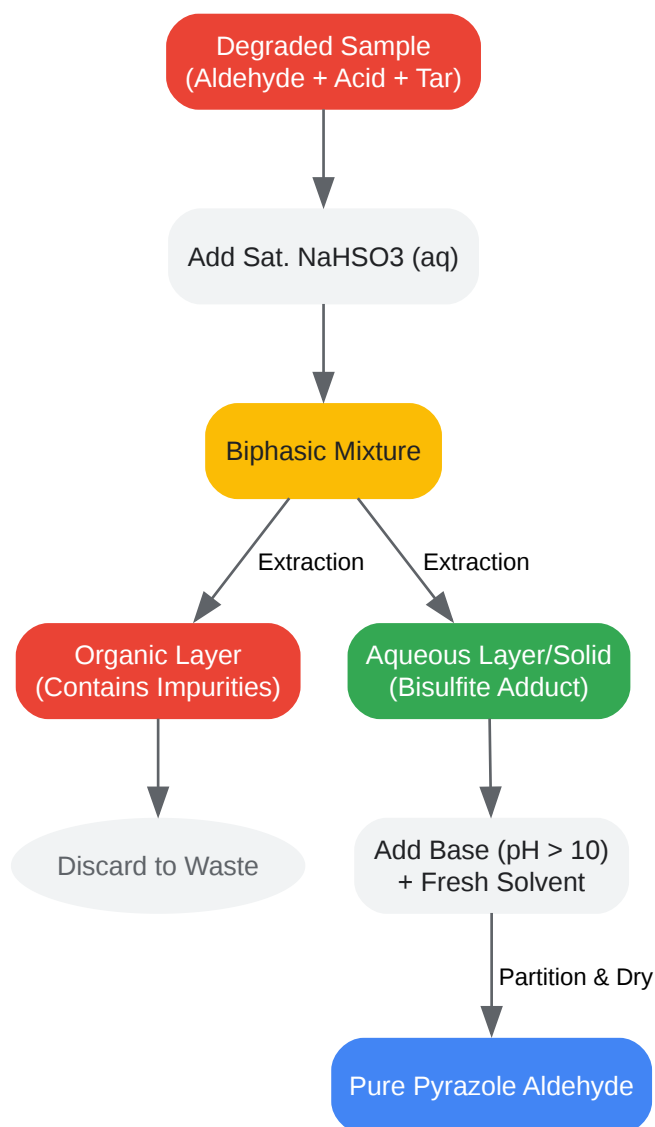 Degraded Sample
(Aldehyde + Acid + Tar)
Add Sat. NaHSO3 (aq)
Biphasic Mixture
Extraction
Extraction
Organic Layer
(Contains Impurities)
Aqueous Layer/Solid
(Bisulfite Adduct)
Discard to Waste
Add Base (pH > 10)
+ Fresh Solvent
Partition & Dry
Pure Pyrazole Aldehyde